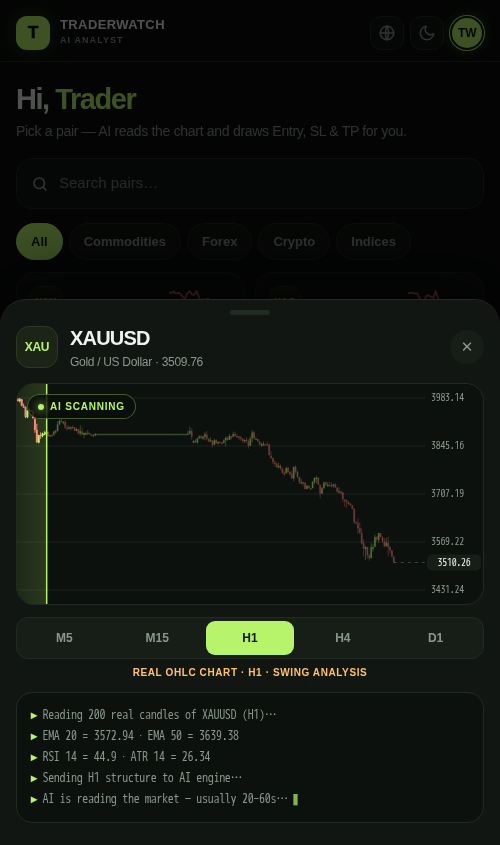 T
TRADERWATCH
AI ANALYST
TW
Hi, Trader
Pick a pair — AI reads the chart and draws Entry, SL & TP for you.
Search pairs…
All
Commodities
Forex
Crypto
Indices
XAU
XAUUSD
Gold / US Dollar · 3509.76
×
AI SCANNING
3983.14
3845.16
3707.19
3569.22
3510.26
3431.24
M5
M15
H1
H4
D1
REAL OHLC CHART · H1 · SWING ANALYSIS
▶ Reading 200 real candles of XAUUSD (H1)…
▶ EMA 20 = 3572.94 · EMA 50 = 3639.38
▶ RSI 14 = 44.9 · ATR 14 = 26.34
▶ Sending H1 structure to AI engine…
▶ AI is reading the market — usually 20–60s…